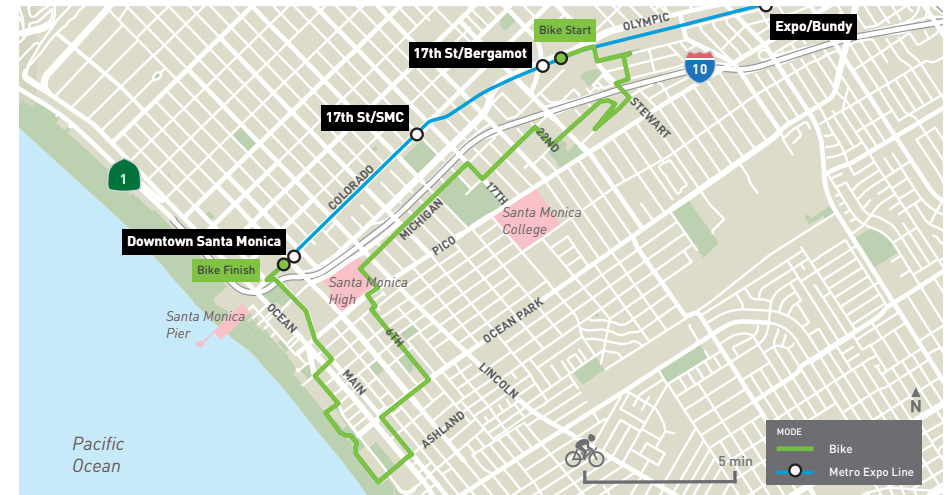 Bike Start
OLYMPIC
Expo/Bundy
17th St/Bergamot
10
17th St/SMC
STEWART
22ND
1
COLORADO
17TH
MICHIGAN
Santa Monica
College
PICO
Downtown Santa Monica
Bike Finish
Santa Monica
High
Santa Monica
Pier
OCEAN
6TH
OCEAN PARK
MAIN
LINCOLN
ASHLAND
N
Pacific
Ocean
5 min
MODE
Bike
Metro Expo Line